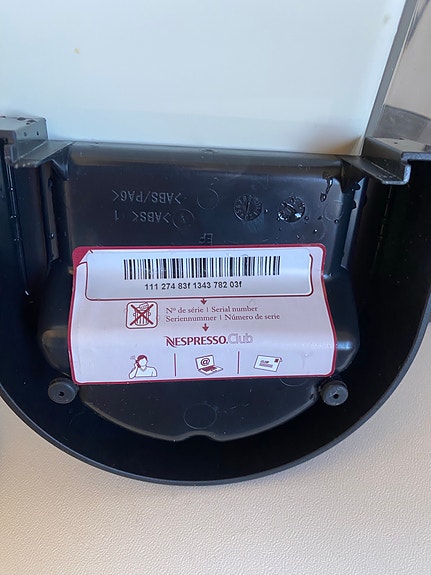 >ABS/PA6<
>ABS< 1
111 274 83f 1343 782 03f
Nº de série | Serial number
Seriennummer | Número de serie
NESPRESSO.Club
@